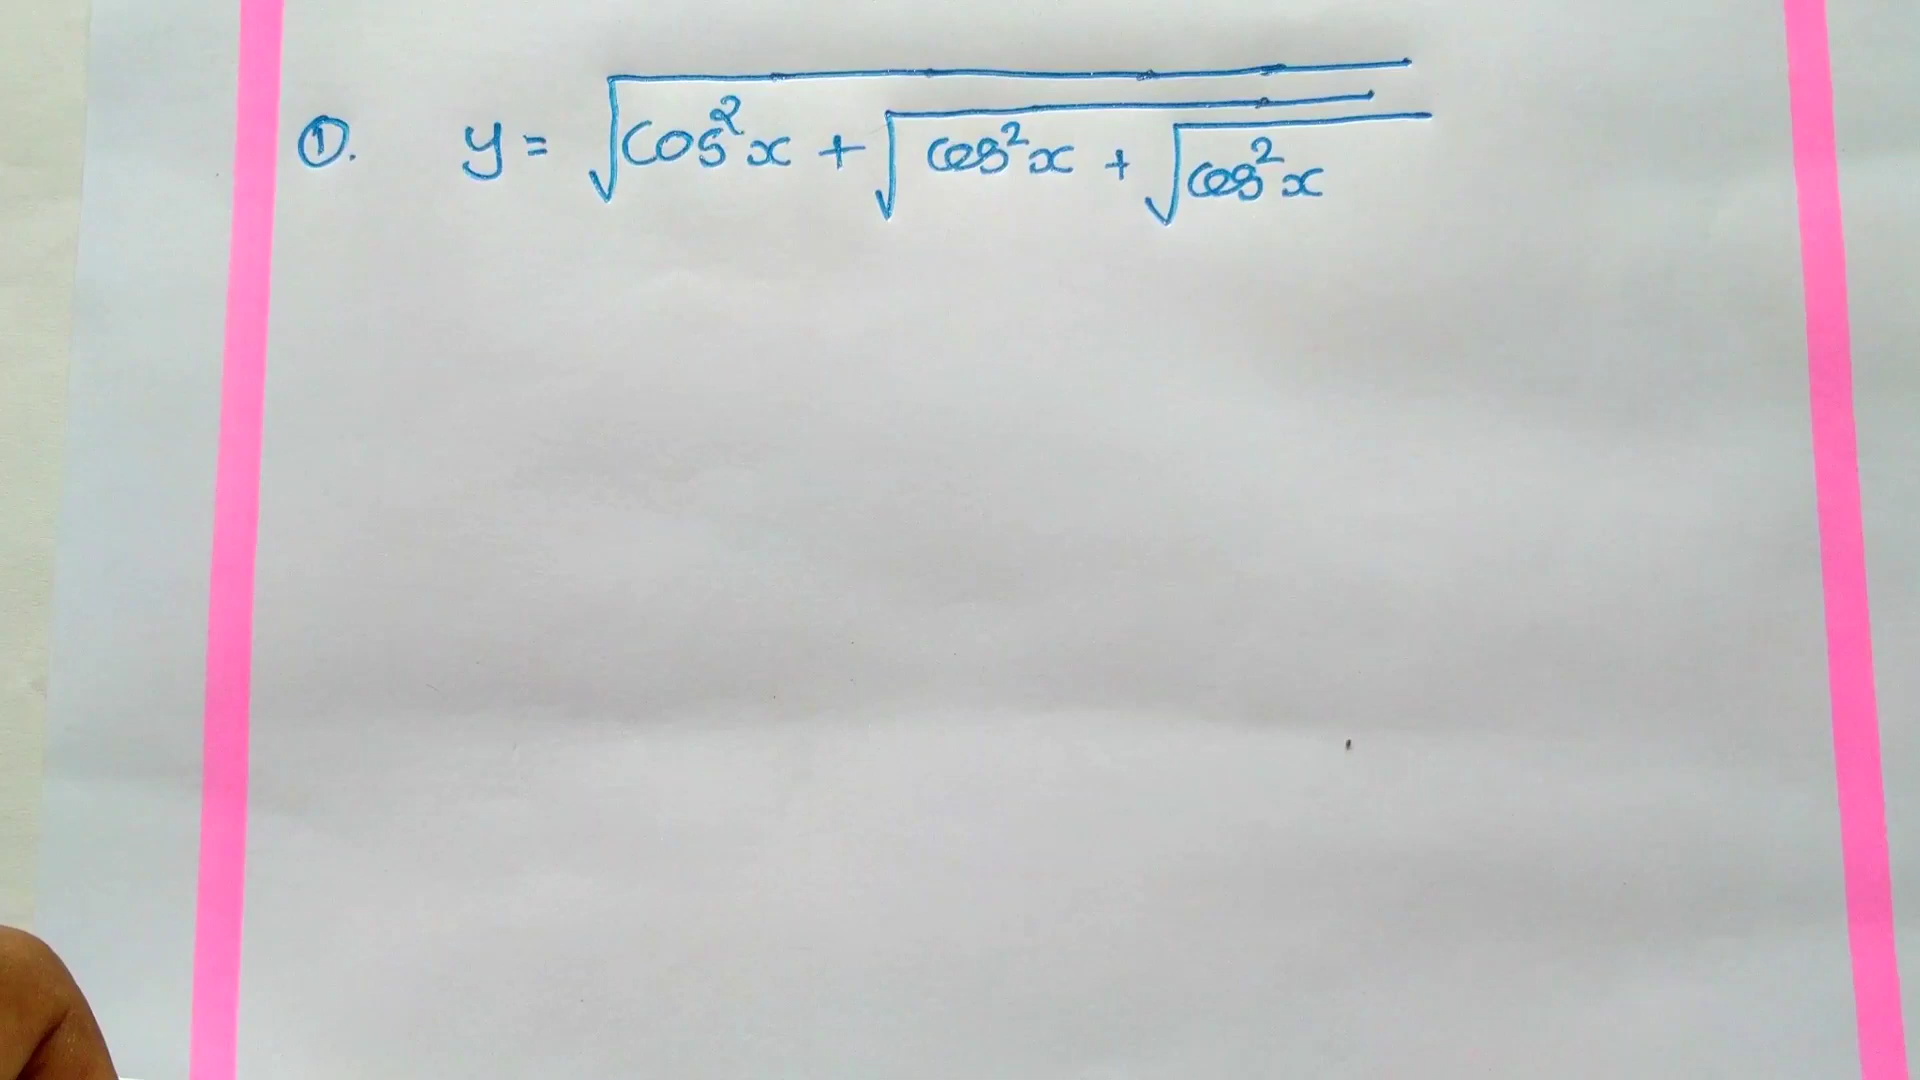 ①. y = √(cos²x + √(cos²x + √(cos²x)))